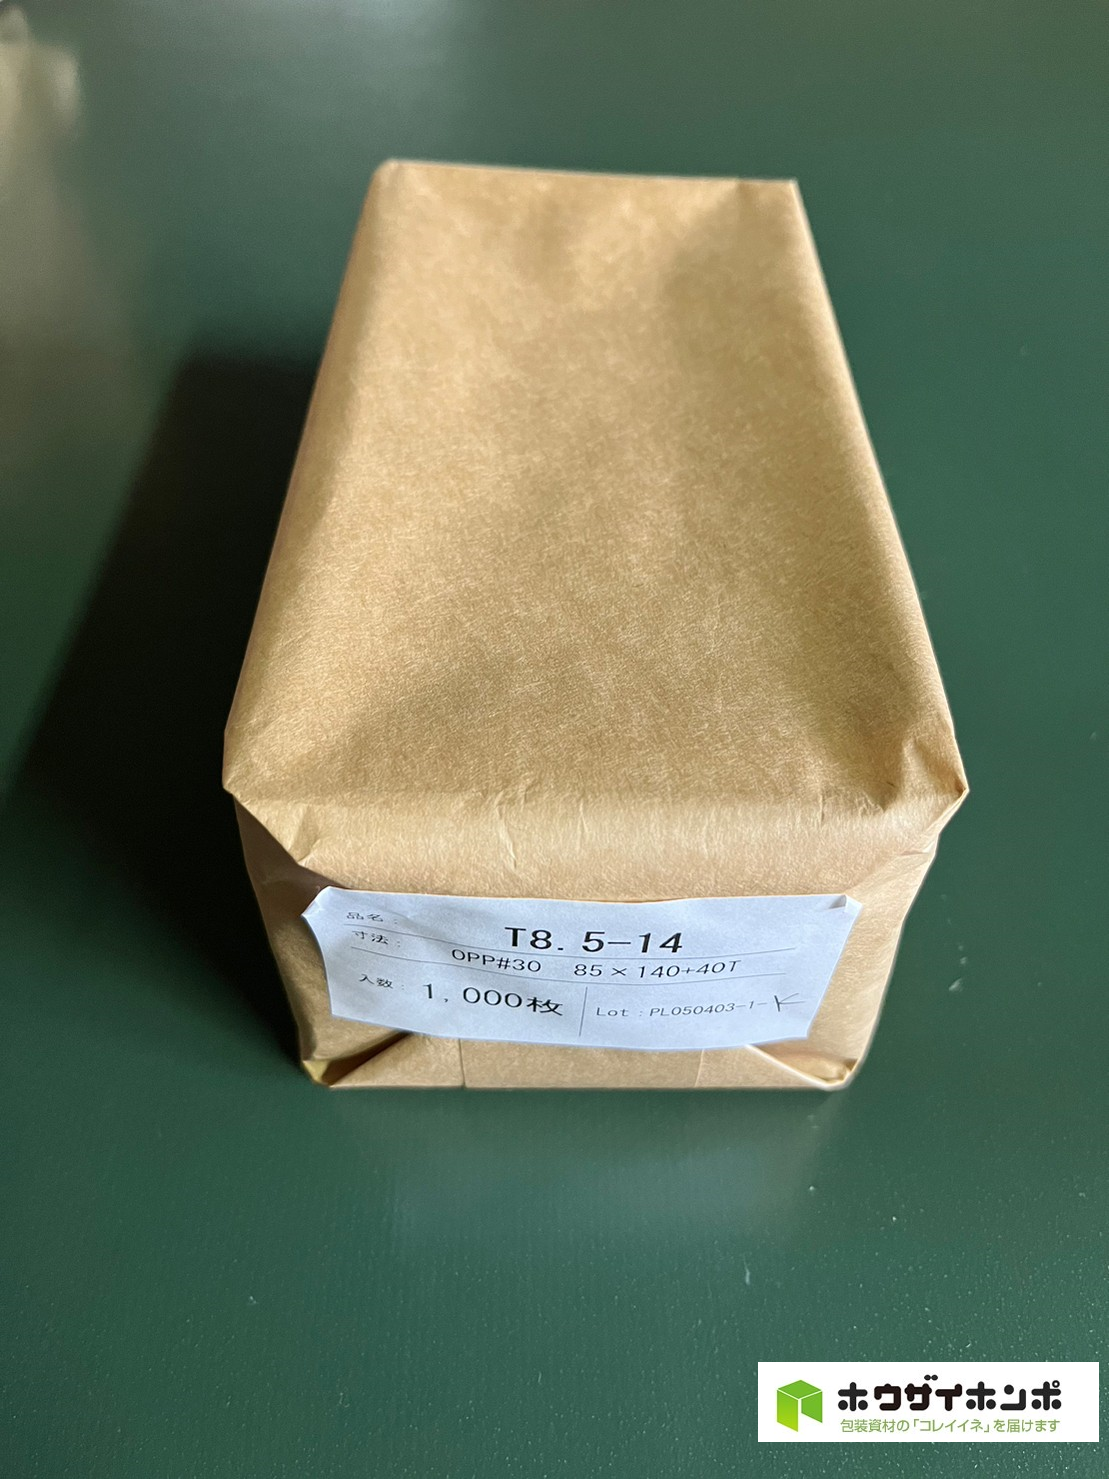 品名：
T8. 5-14
寸法：
OPP#30 85×140+40T
入数：
1, 000枚
Lot：PL050403-1-K
ホウザイホンポ
包装資材の「コレイイネ」を届けます